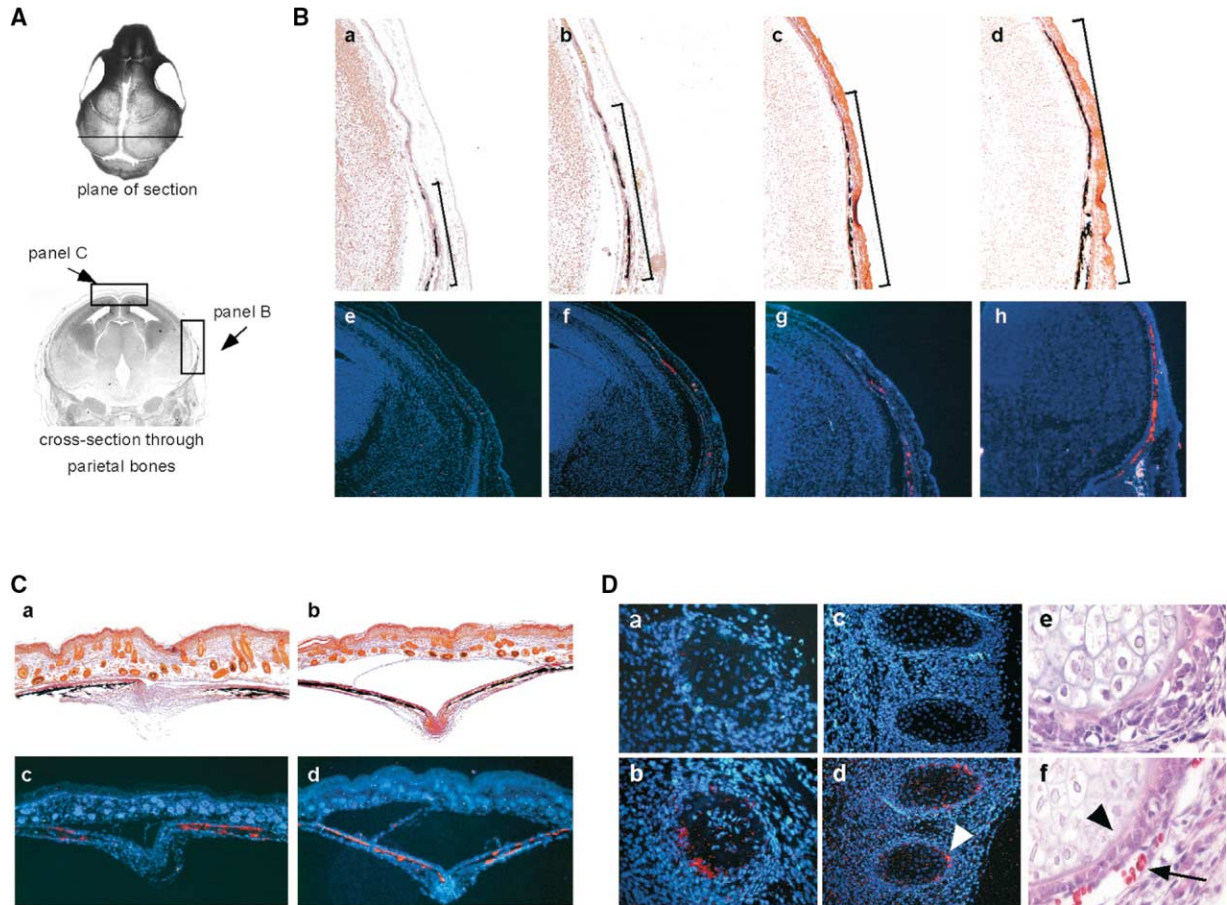 A
plane of section
panel C
panel B
cross-section through
parietal bones
B
a
b
c
d
e
f
g
h
C
a
b
c
d
D
a
c
e
b
d
f